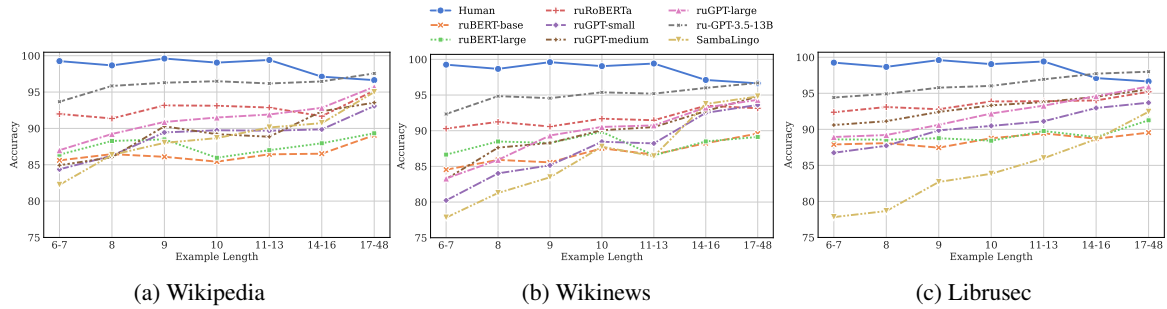 Human ruRoBERTa ruGPT-large
ruBERT-base ruGPT-small ru-GPT-3.5-13B
ruBERT-large ruGPT-medium SambaLingo
100
95
90
85
80
75
Accuracy
6-7 8 9 10 11-13 14-16 17-48
Example Length
(a) Wikipedia
100
95
90
85
80
75
Accuracy
6-7 8 9 10 11-13 14-16 17-48
Example Length
(b) Wikinews
100
95
90
85
80
75
Accuracy
6-7 8 9 10 11-13 14-16 17-48
Example Length
(c) Librusec